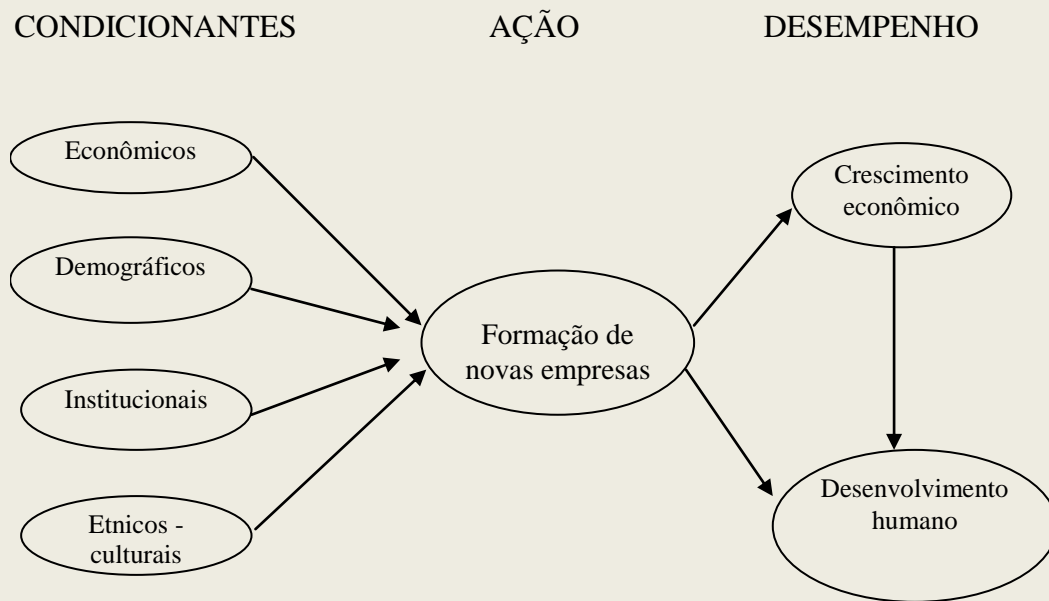 CONDICIONANTES AÇÃO DESEMPENHO
Econômicos
Demográficos
Institucionais
Etnicos -
culturais
Formação de
novas empresas
Crescimento
econômico
Desenvolvimento
humano